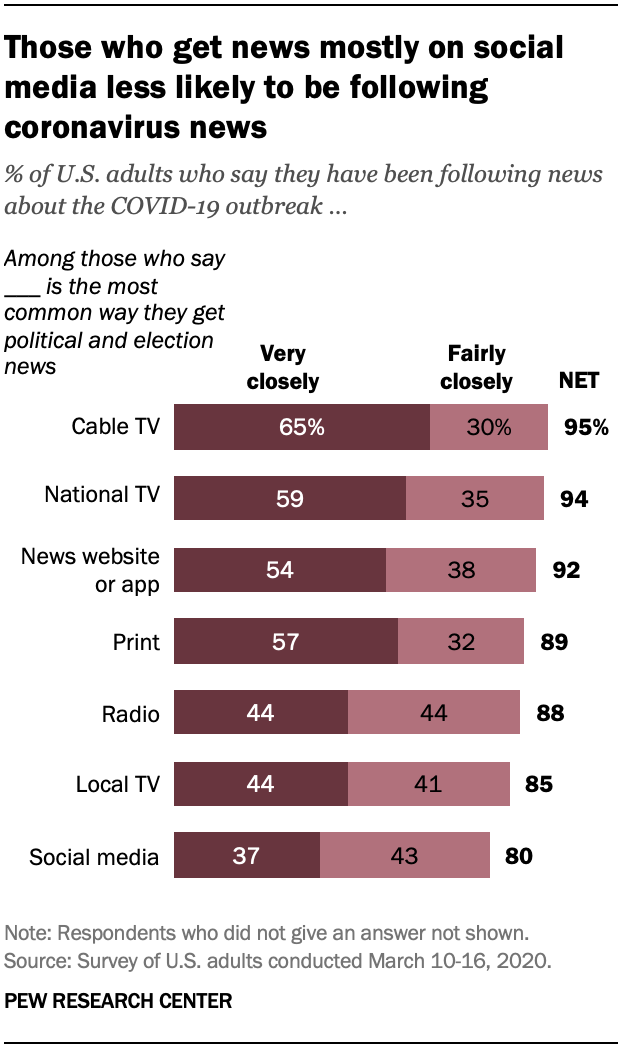 Those who get news mostly on social
media less likely to be following
coronavirus news
% of U.S. adults who say they have been following news
about the COVID-19 outbreak ...
Among those who say
___ is the most
common way they get
political and election
news
Very
closely
Fairly
closely
NET
Cable TV 65% 30% 95%
National TV 59 35 94
News website
or app 54 38 92
Print 57 32 89
Radio 44 44 88
Local TV 44 41 85
Social media 37 43 80
Note: Respondents who did not give an answer not shown.
Source: Survey of U.S. adults conducted March 10-16, 2020.
PEW RESEARCH CENTER